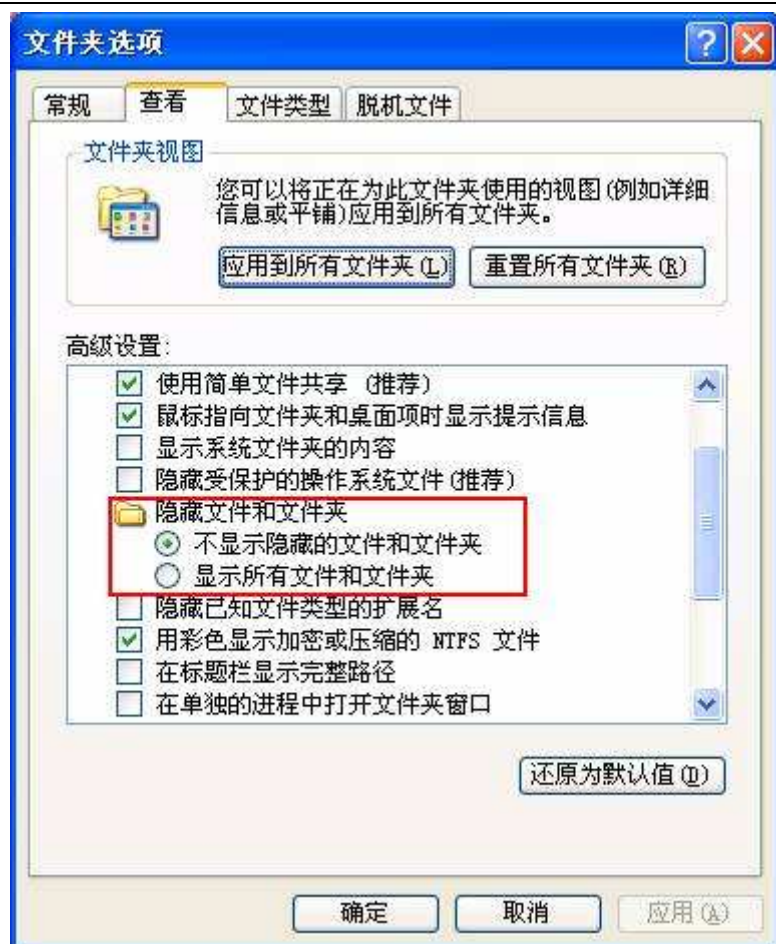 文件夹选项
常规 查看 文件类型 脱机文件
文件夹视图
您可以将正在为此文件夹使用的视图(例如详细
信息或平铺)应用到所有文件夹。
应用到所有文件夹(L) 重置所有文件夹(R)
高级设置:
使用简单文件共享 (推荐)
鼠标指向文件夹和桌面项时显示提示信息
显示系统文件夹的内容
隐藏受保护的操作系统文件(推荐)
隐藏文件和文件夹
不显示隐藏的文件和文件夹
显示所有文件和文件夹
隐藏已知文件类型的扩展名
用彩色显示加密或压缩的 NTFS 文件
在标题栏显示完整路径
在单独的进程中打开文件夹窗口
还原为默认值(D)
确定 取消 应用(A)